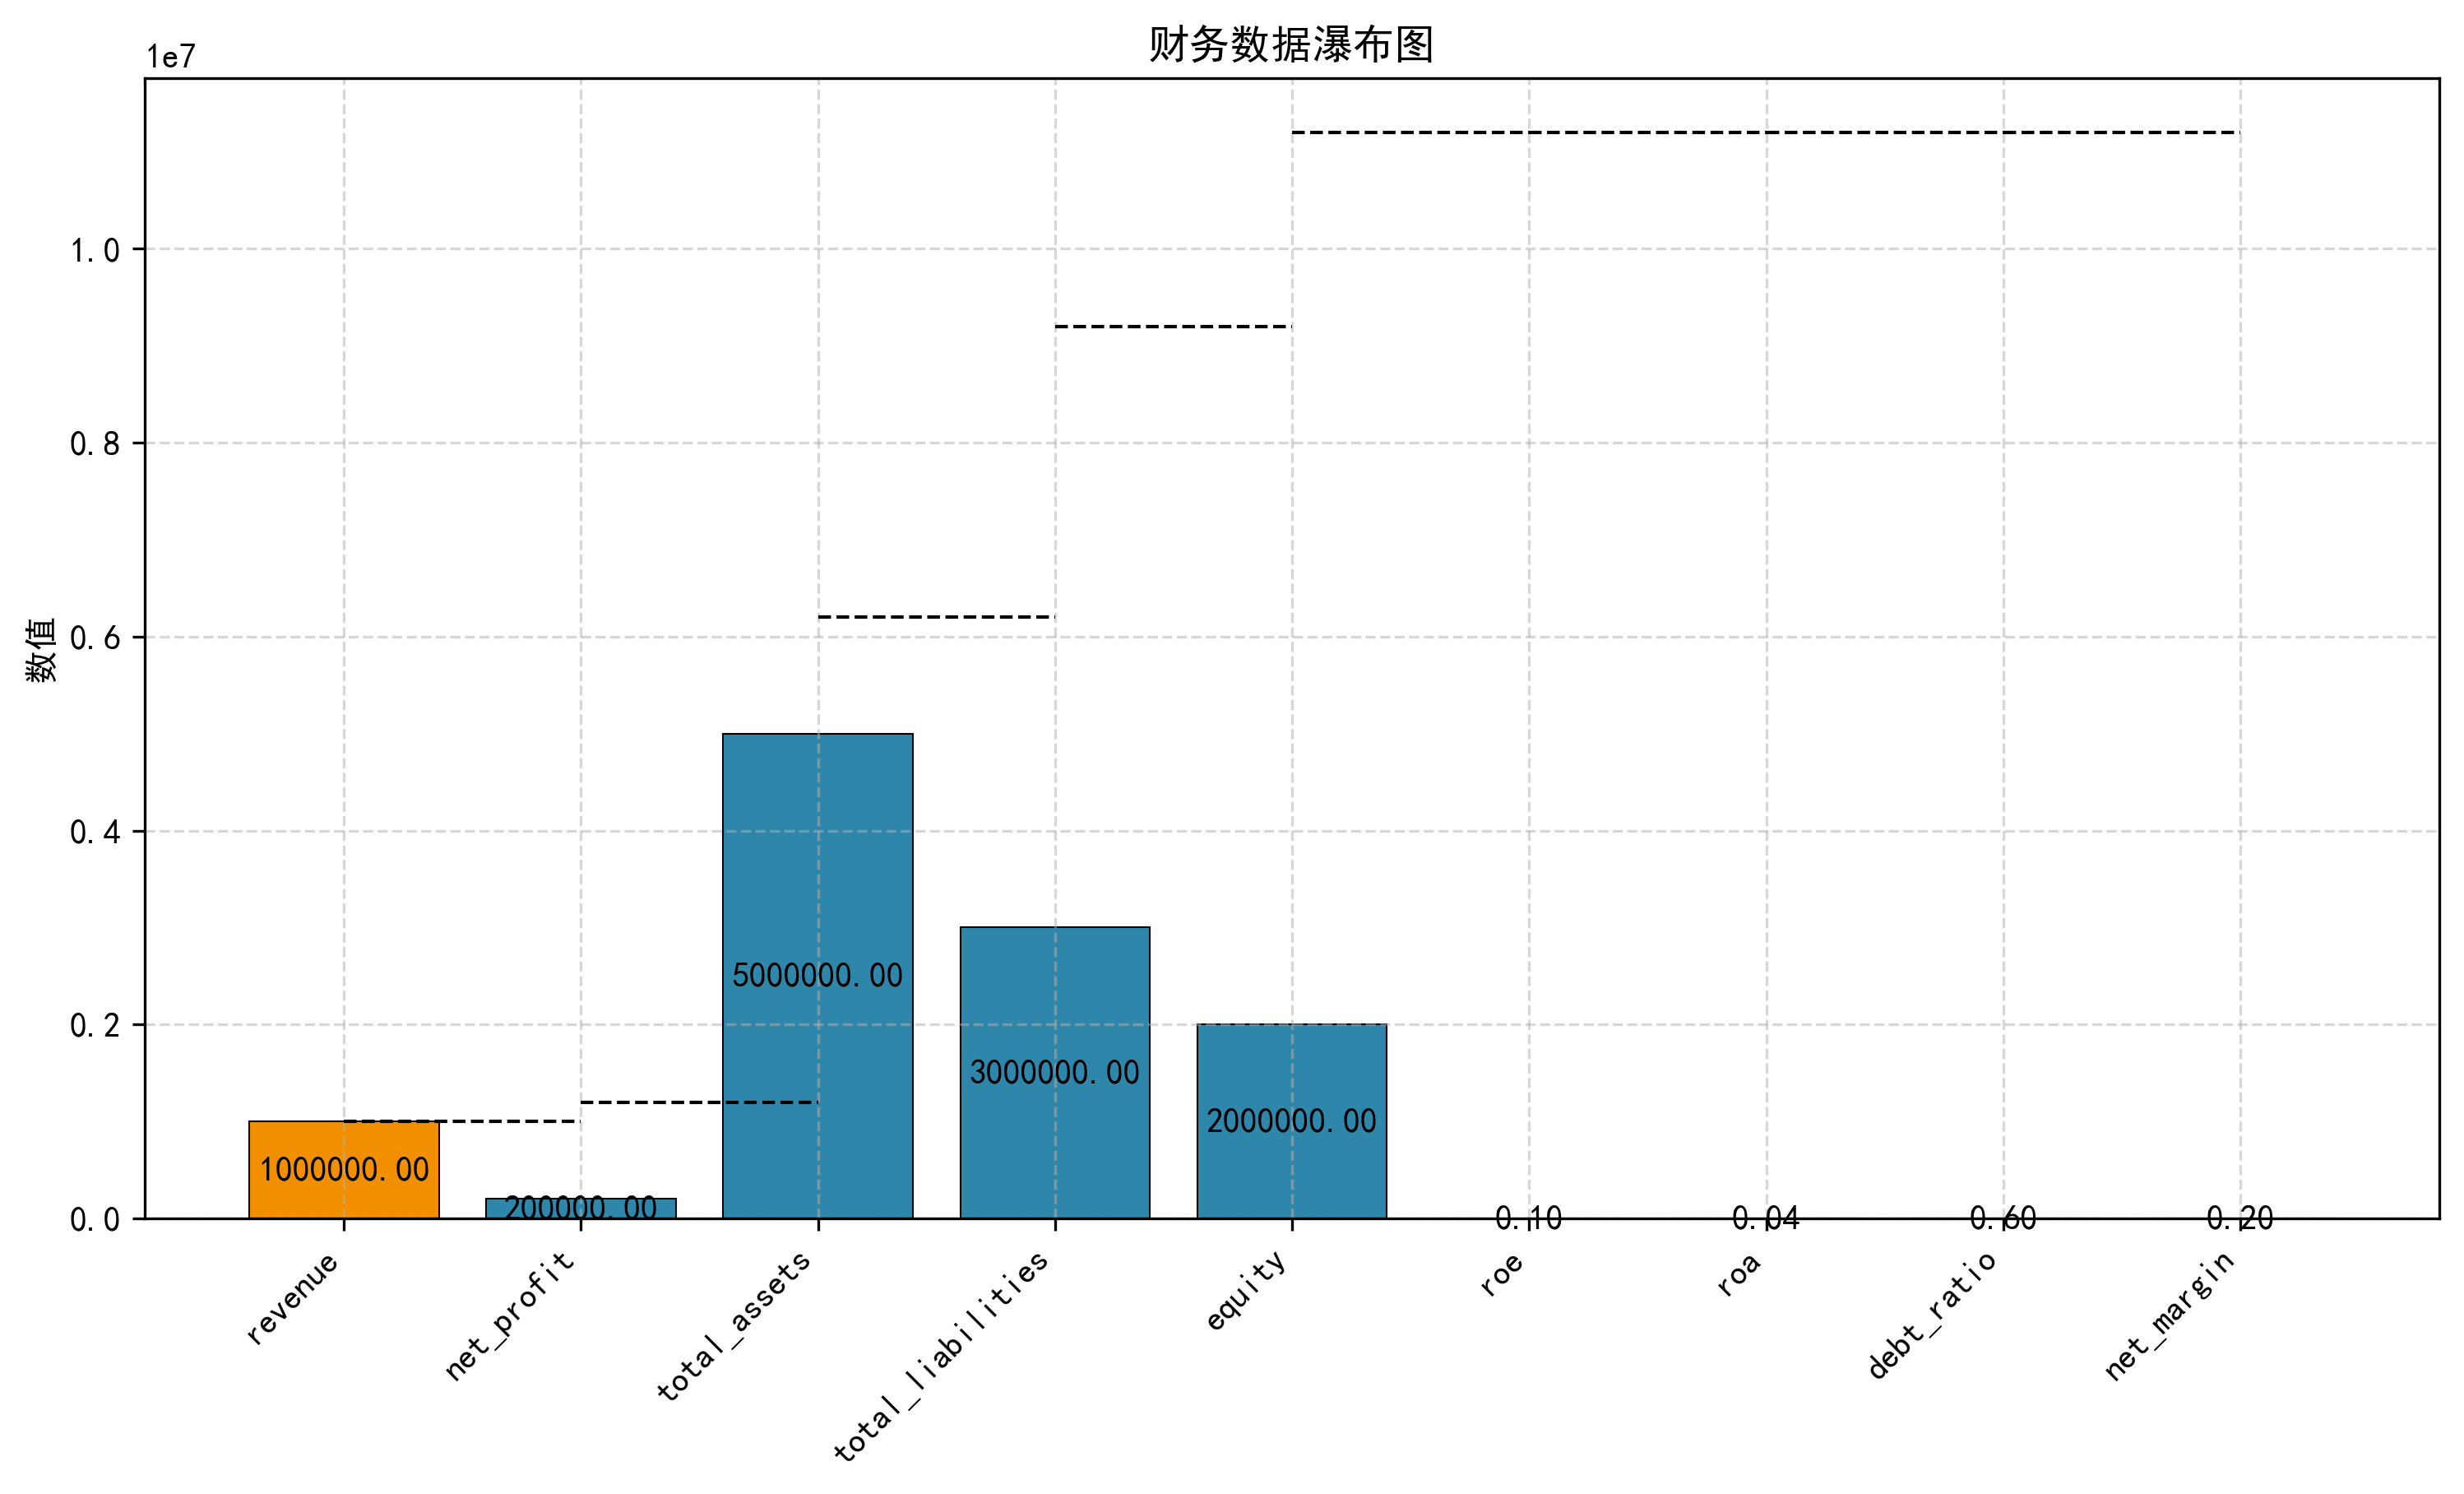 财务数据瀑布图
1e7
数值
1.0
0.8
0.6
0.4
0.2
0.0
1000000.00
200000.00
5000000.00
3000000.00
2000000.00
0.10
0.04
0.60
0.20
revenue
net_profit
total_assets
total_liabilities
equity
roe
roa
debt_ratio
net_margin